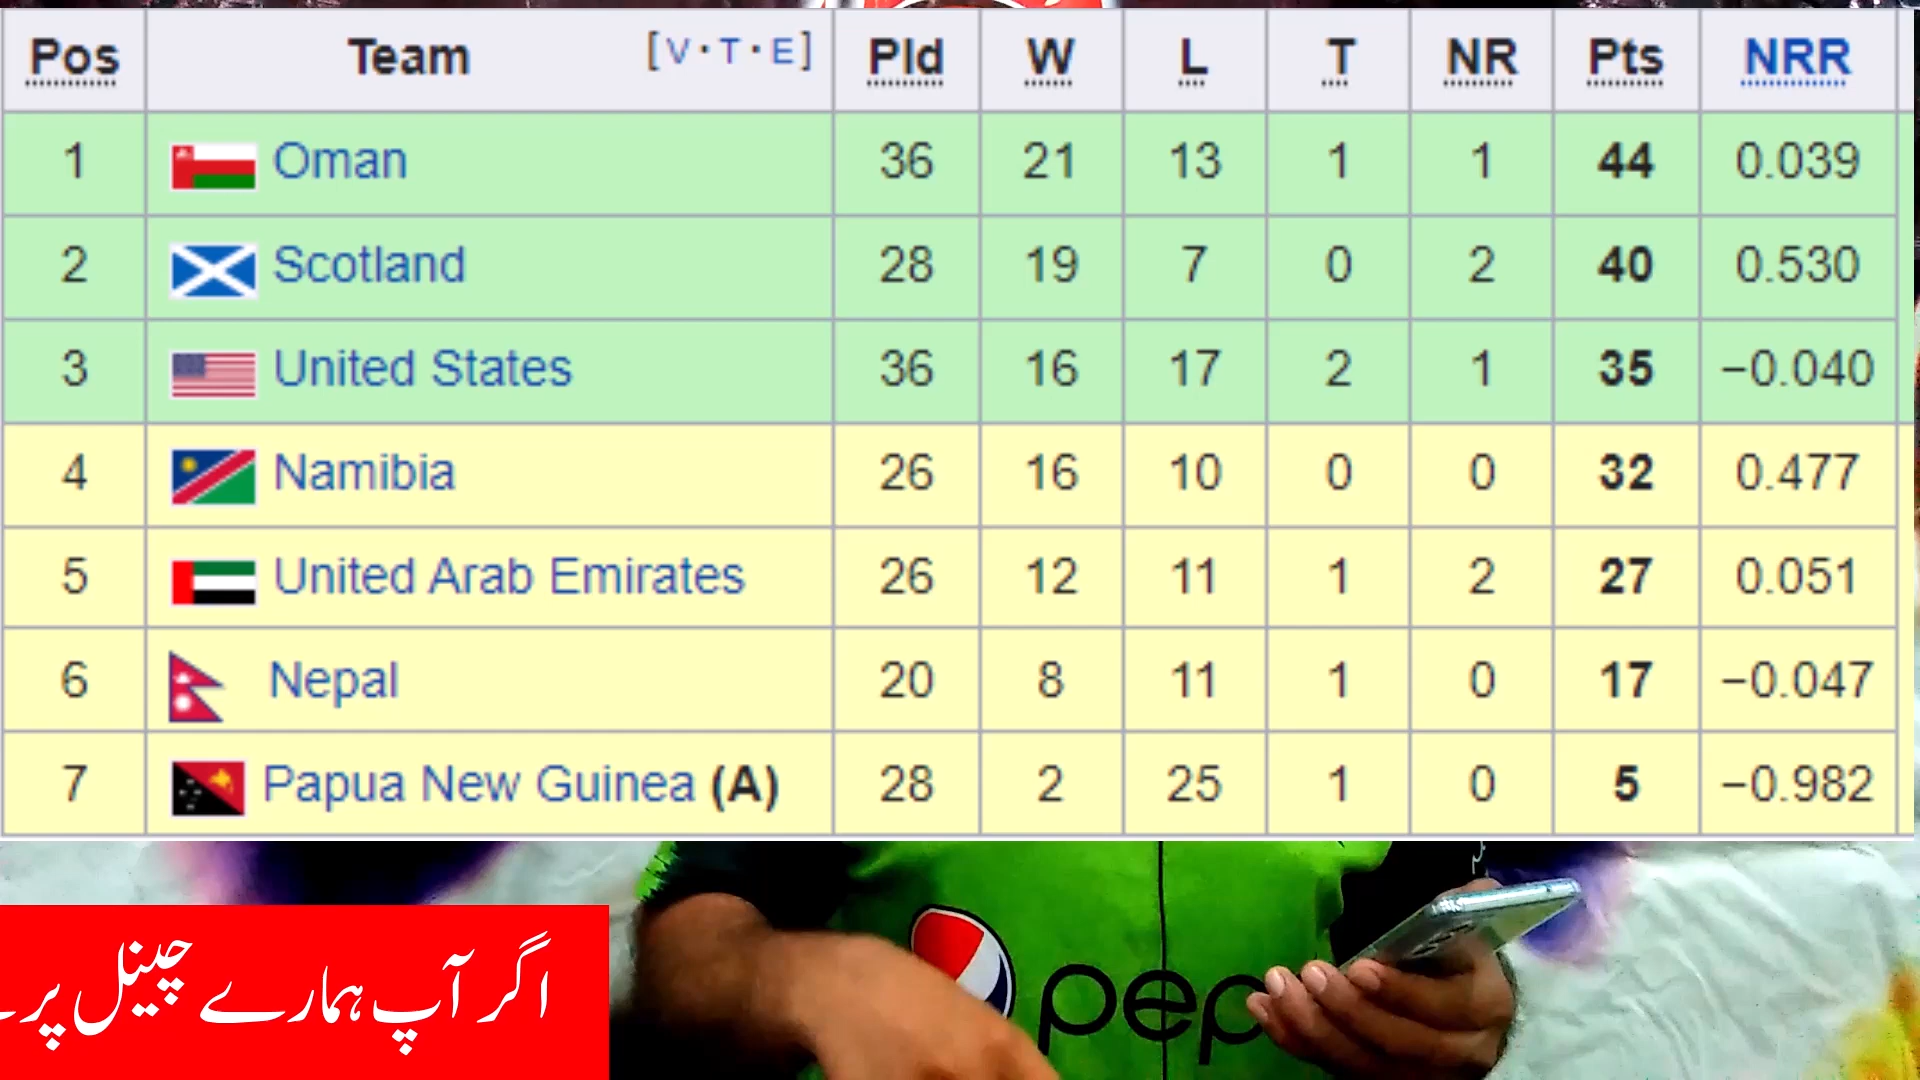 Pos Team [V·T·E] Pld W L T NR Pts NRR
1 Oman 36 21 13 1 1 44 0.039
2 Scotland 28 19 7 0 2 40 0.530
3 United States 36 16 17 2 1 35 −0.040
4 Namibia 26 16 10 0 0 32 0.477
5 United Arab Emirates 26 12 11 1 2 27 0.051
6 Nepal 20 8 11 1 0 17 −0.047
7 Papua New Guinea (A) 28 2 25 1 0 5 −0.982
اگر آپ ہمارے چینل پر
pep